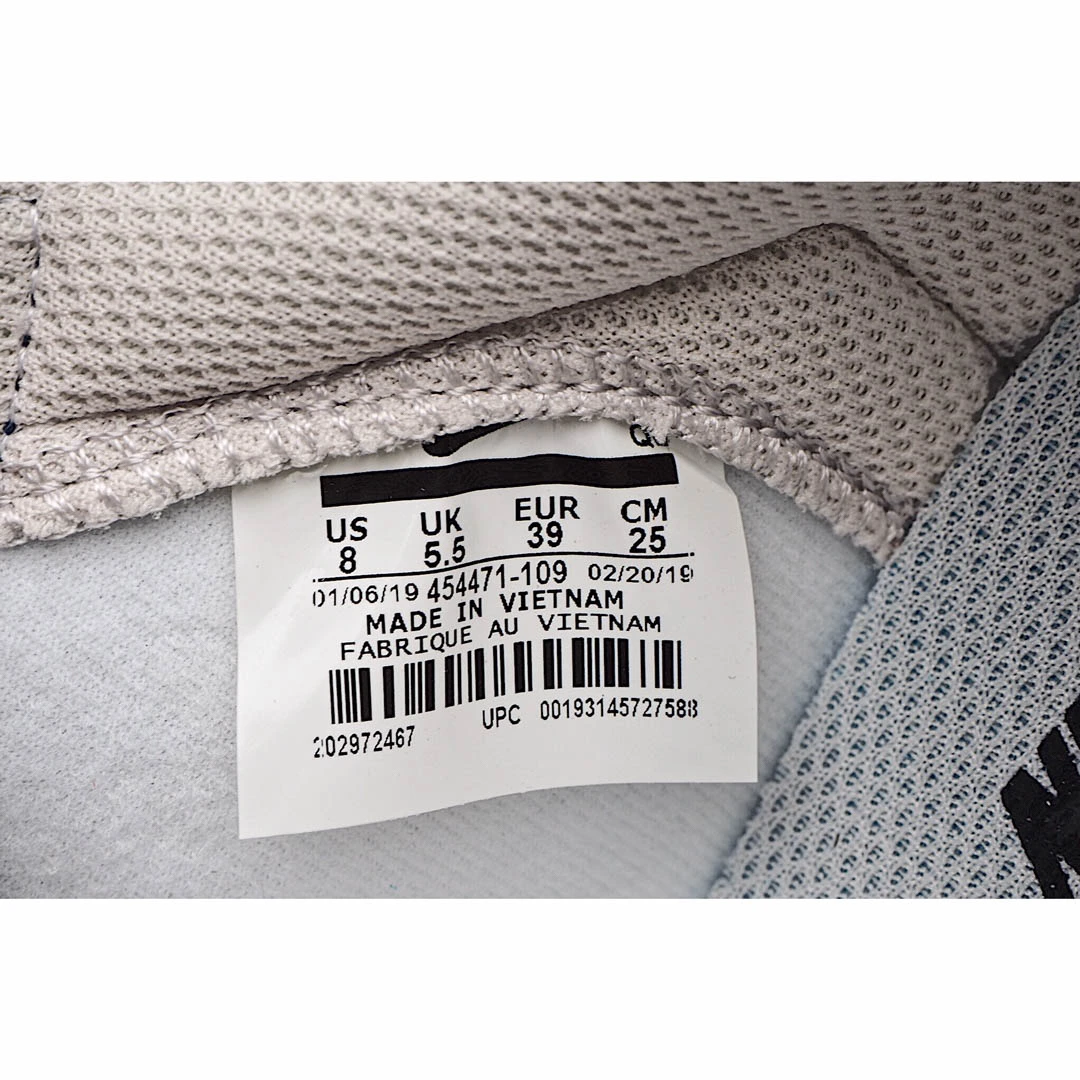 US UK EUR CM
8 5.5 39 25
01/06/19 454471-109 02/20/19
MADE IN VIETNAM
FABRIQUE AU VIETNAM
UPC 00193145727588
202972467